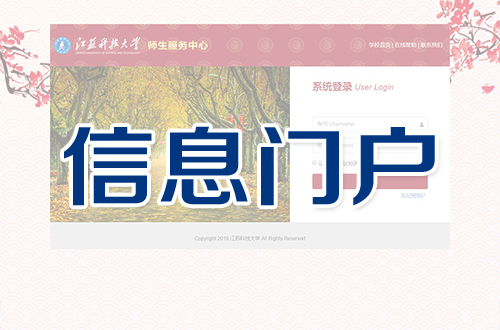 江苏科技大学 师生服务中心
学校首页 | 在线帮助 | 联系我们
系统登录 User Login
账号 Username
信息门户
忘记密码?
Copyright 2016 江苏科技大学 All Rights Reserved